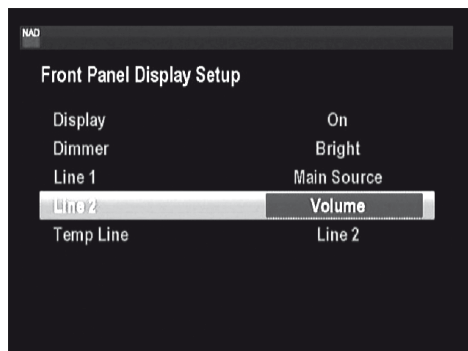 NAD
Front Panel Display Setup
Display On
Dimmer Bright
Line 1 Main Source
Line 2 Volume
Temp Line Line 2